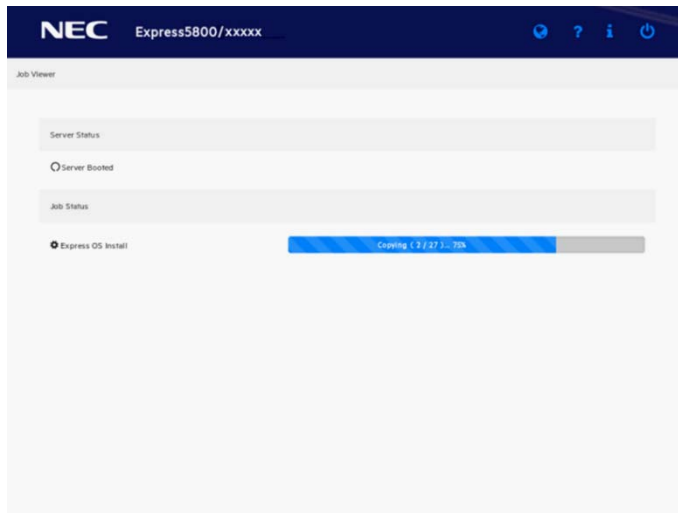 NEC Express5800/xxxxx
Job Viewer
Server Status
Server Booted
Job Status
Express OS Install Copying ( 2 / 27 )... 75%